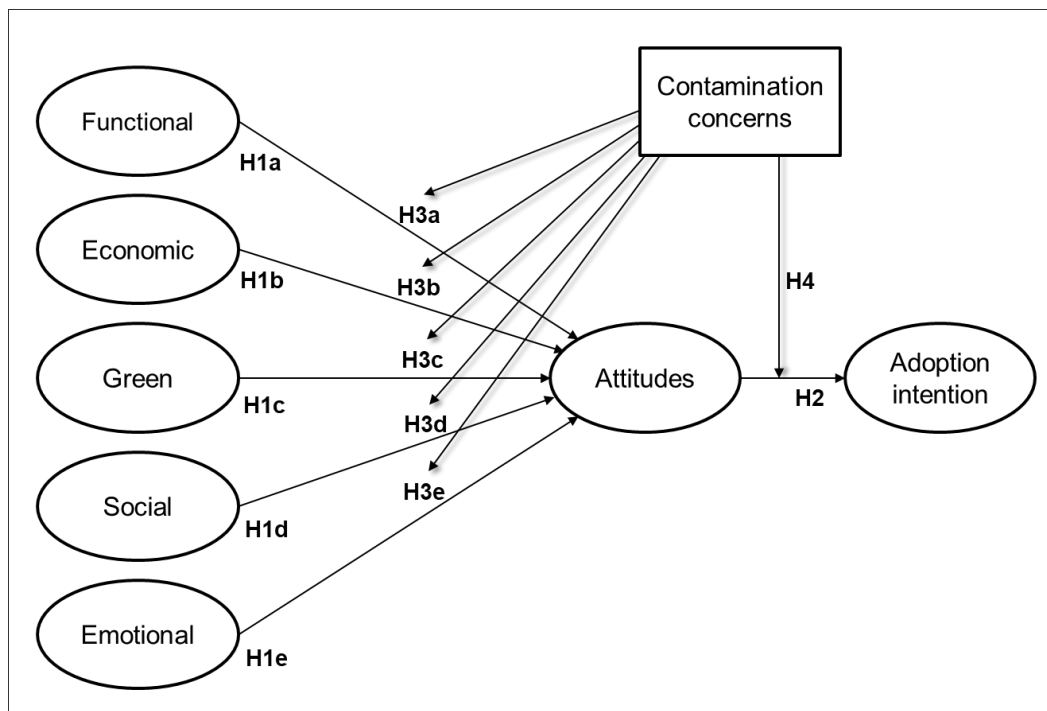 Contamination
concerns
Functional
H1a
H3a
Economic
H1b
H3b
H4
Green
H1c
H3c
Attitudes
H2
Adoption
intention
H3d
Social
H1d
H3e
Emotional
H1e